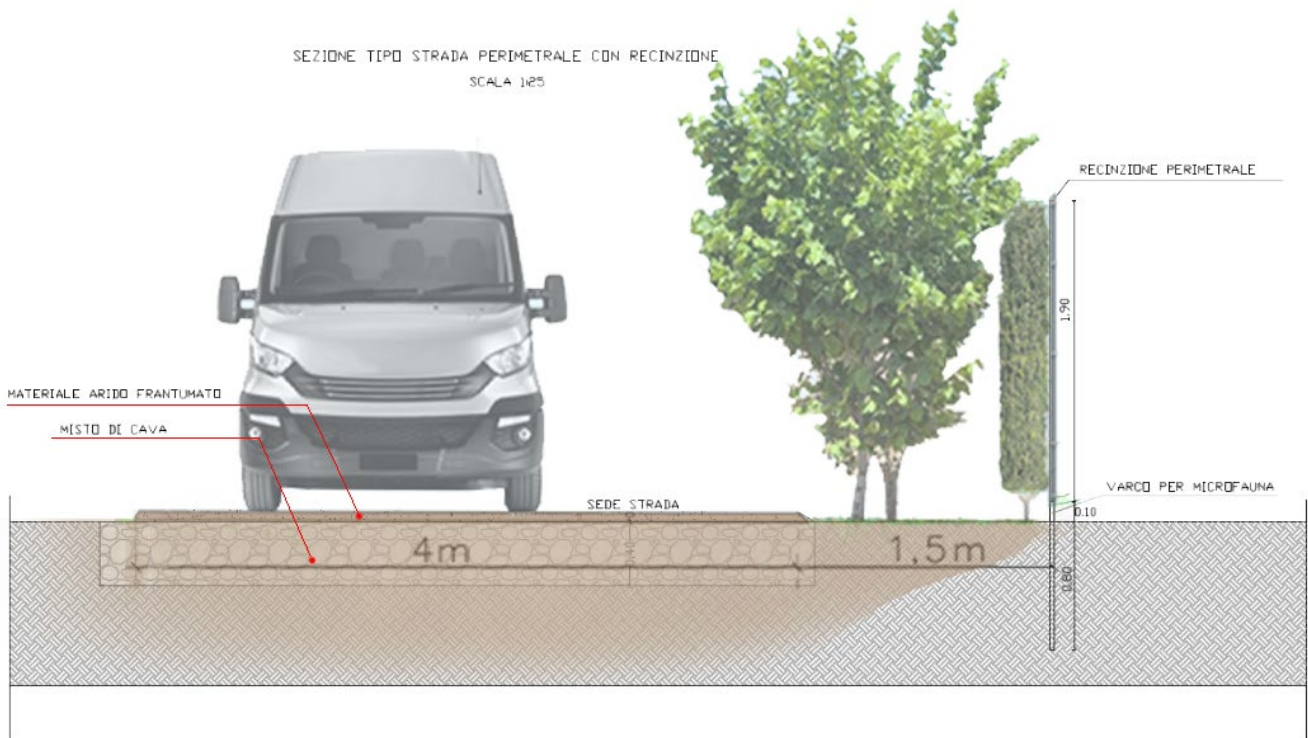 SEZIONE TIPO STRADA PERIMETRALE CON RECINZIONE
SCALA 1:25
RECINZIONE PERIMETRALE
1.90
MATERIALE ARIDO FRANTUMATO
MISTO DI CAVA
VARCO PER MICROFAUNA
SEDE STRADA
0.10
4m
1,5m
0.80